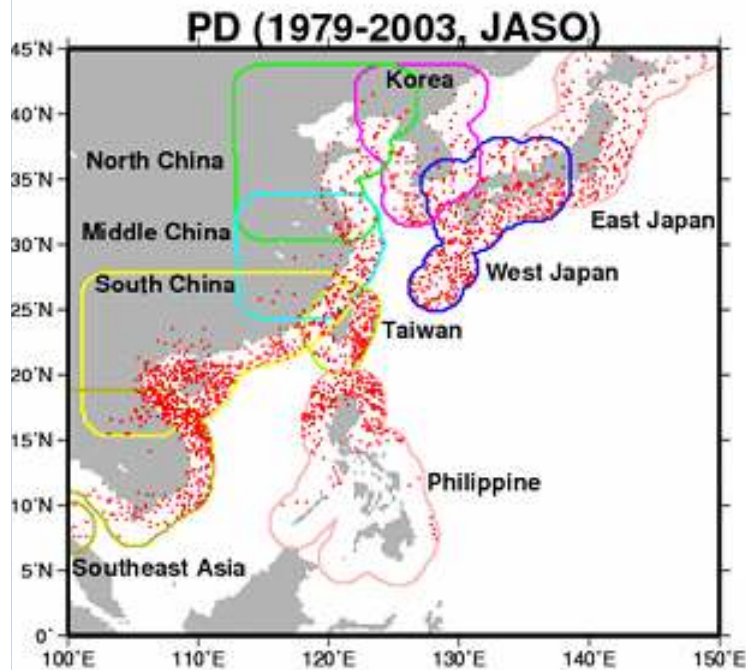 PD (1979-2003, JASO)
45˚N
40˚N
35˚N
30˚N
25˚N
20˚N
15˚N
10˚N
5˚N
0˚
Korea
North China
East Japan
Middle China
West Japan
South China
Taiwan
Philippine
Southeast Asia
100˚E
110˚E
120˚E
130˚E
140˚E
150˚E